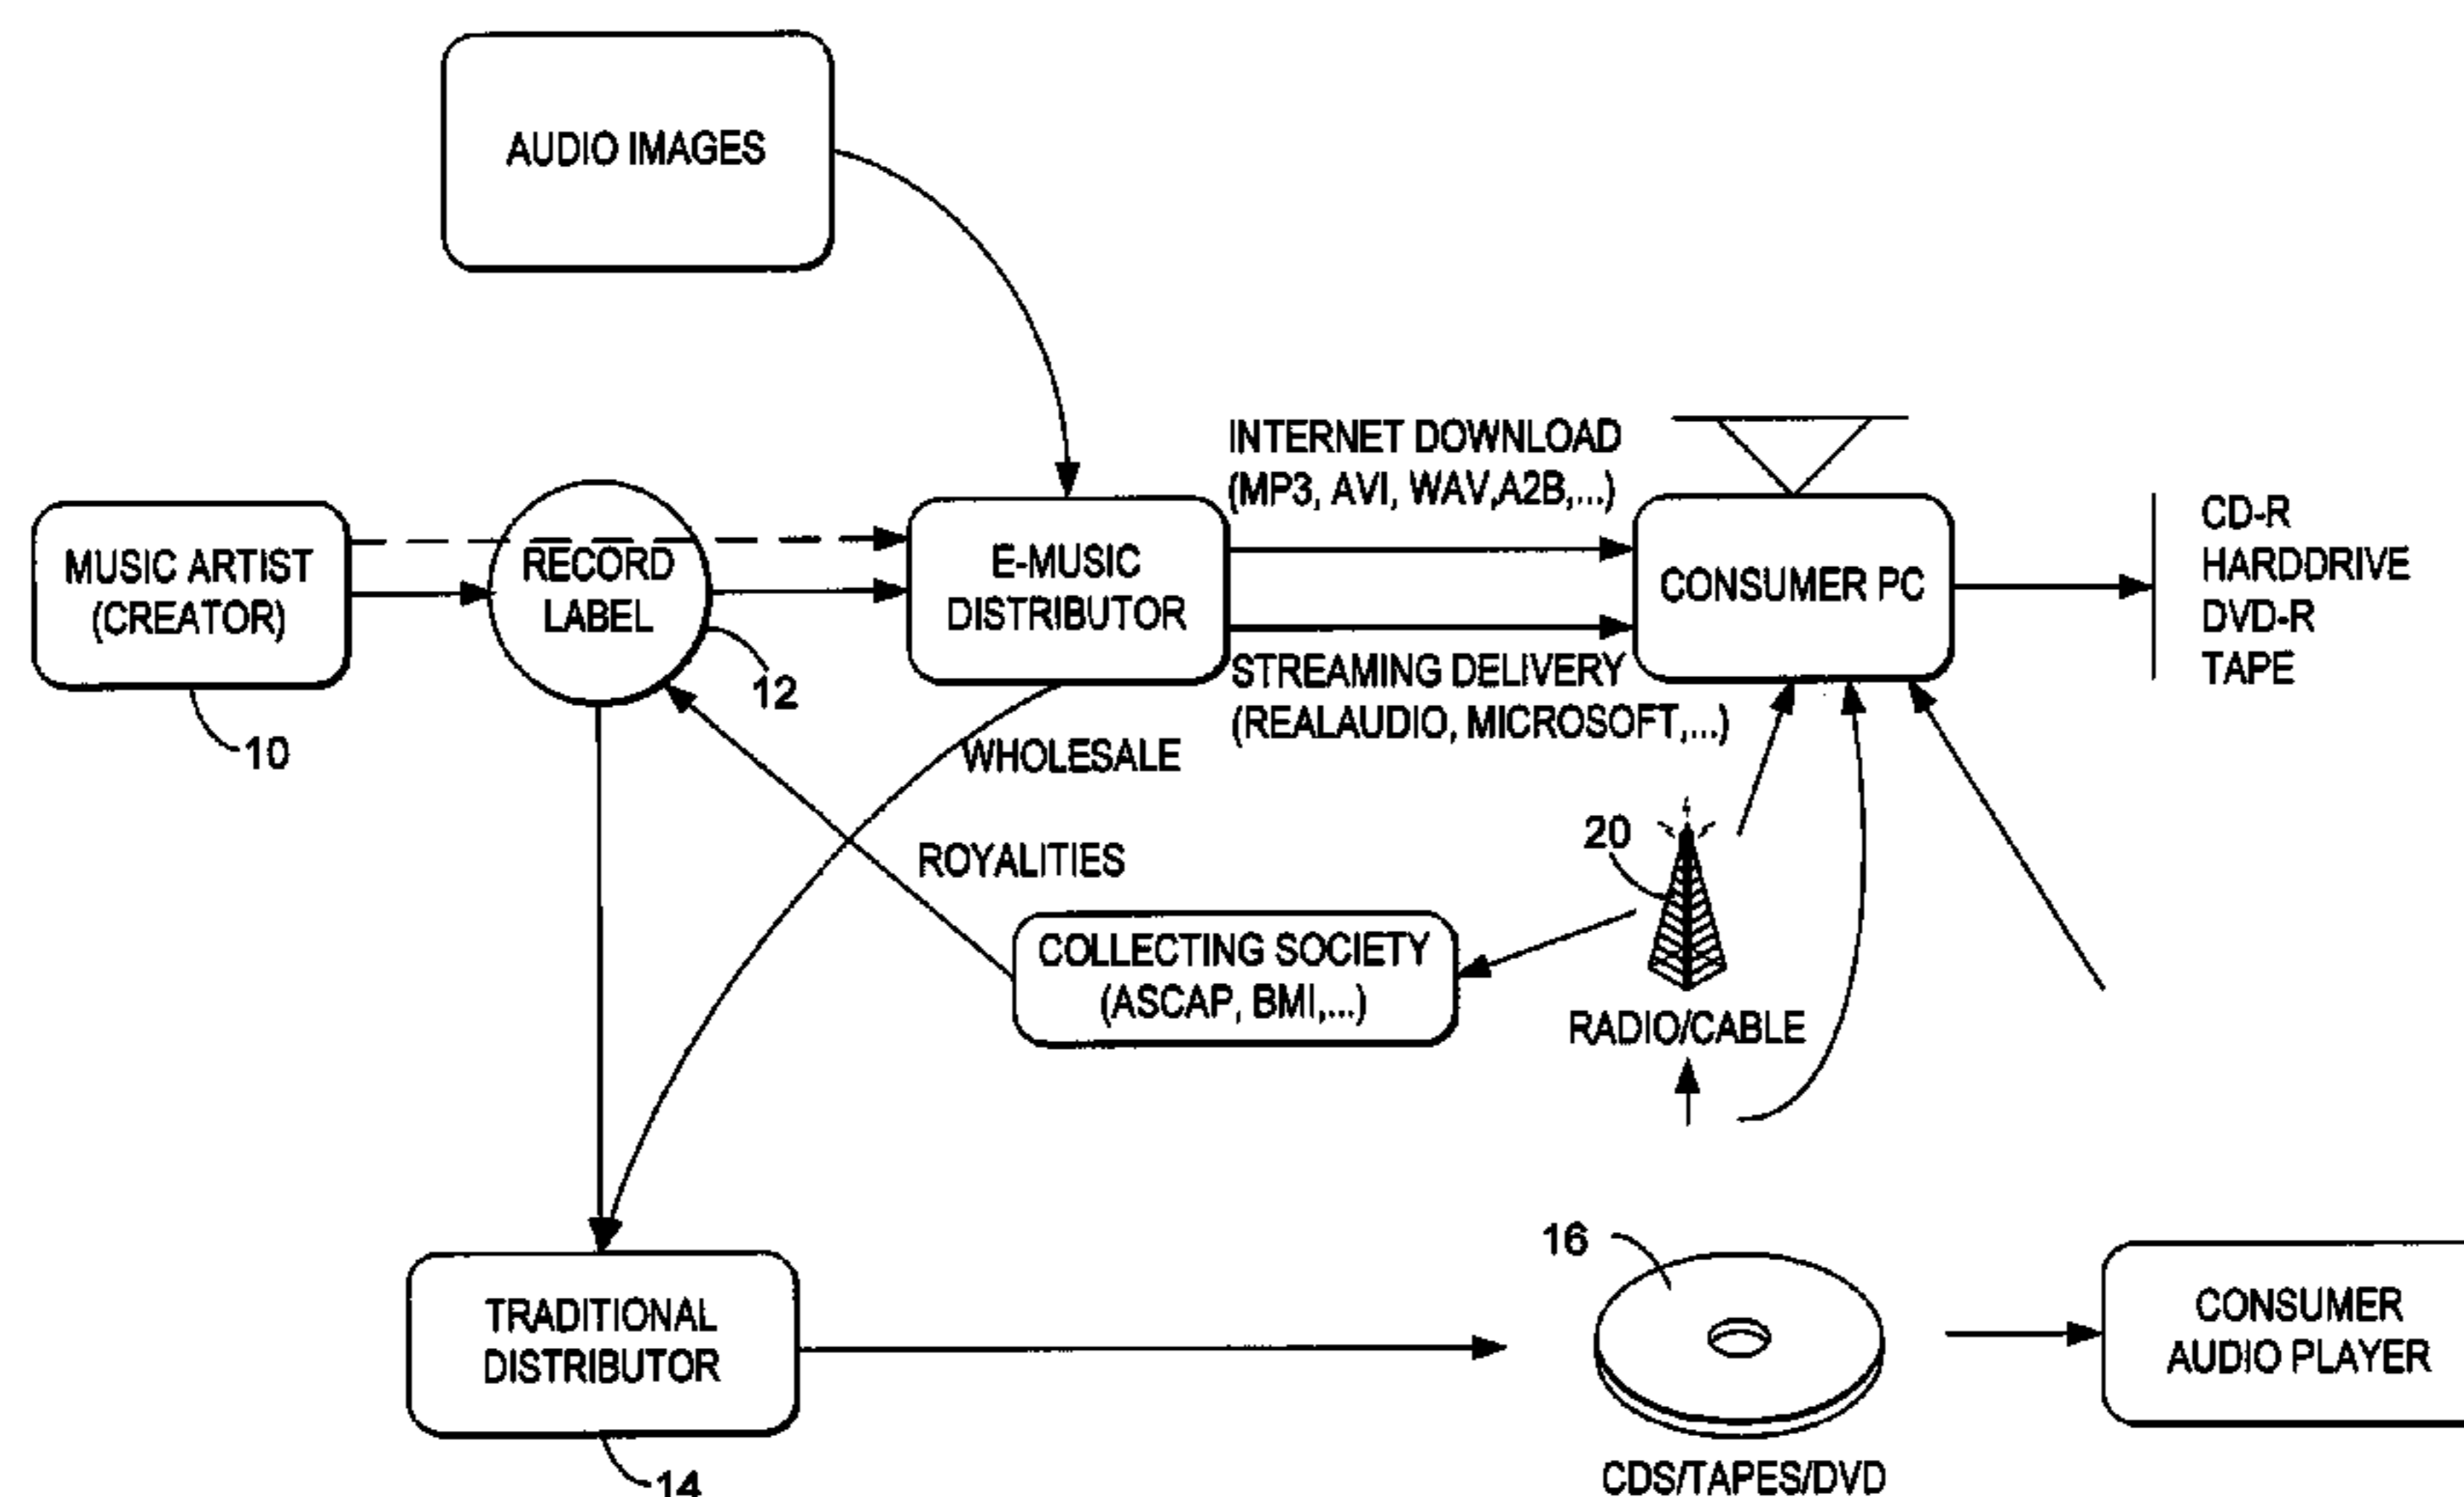 AUDIO IMAGES
INTERNET DOWNLOAD
(MP3, AVI, WAV,A2B,...)
MUSIC ARTIST
(CREATOR)
10
RECORD
LABEL
12
E-MUSIC
DISTRIBUTOR
CONSUMER PC
CD-R
HARDDRIVE
DVD-R
TAPE
STREAMING DELIVERY
(REALAUDIO, MICROSOFT,...)
WHOLESALE
ROYALITIES
20
COLLECTING SOCIETY
(ASCAP, BMI,...)
RADIO/CABLE
TRADITIONAL
DISTRIBUTOR
14
16
CDS/TAPES/DVD
CONSUMER
AUDIO PLAYER